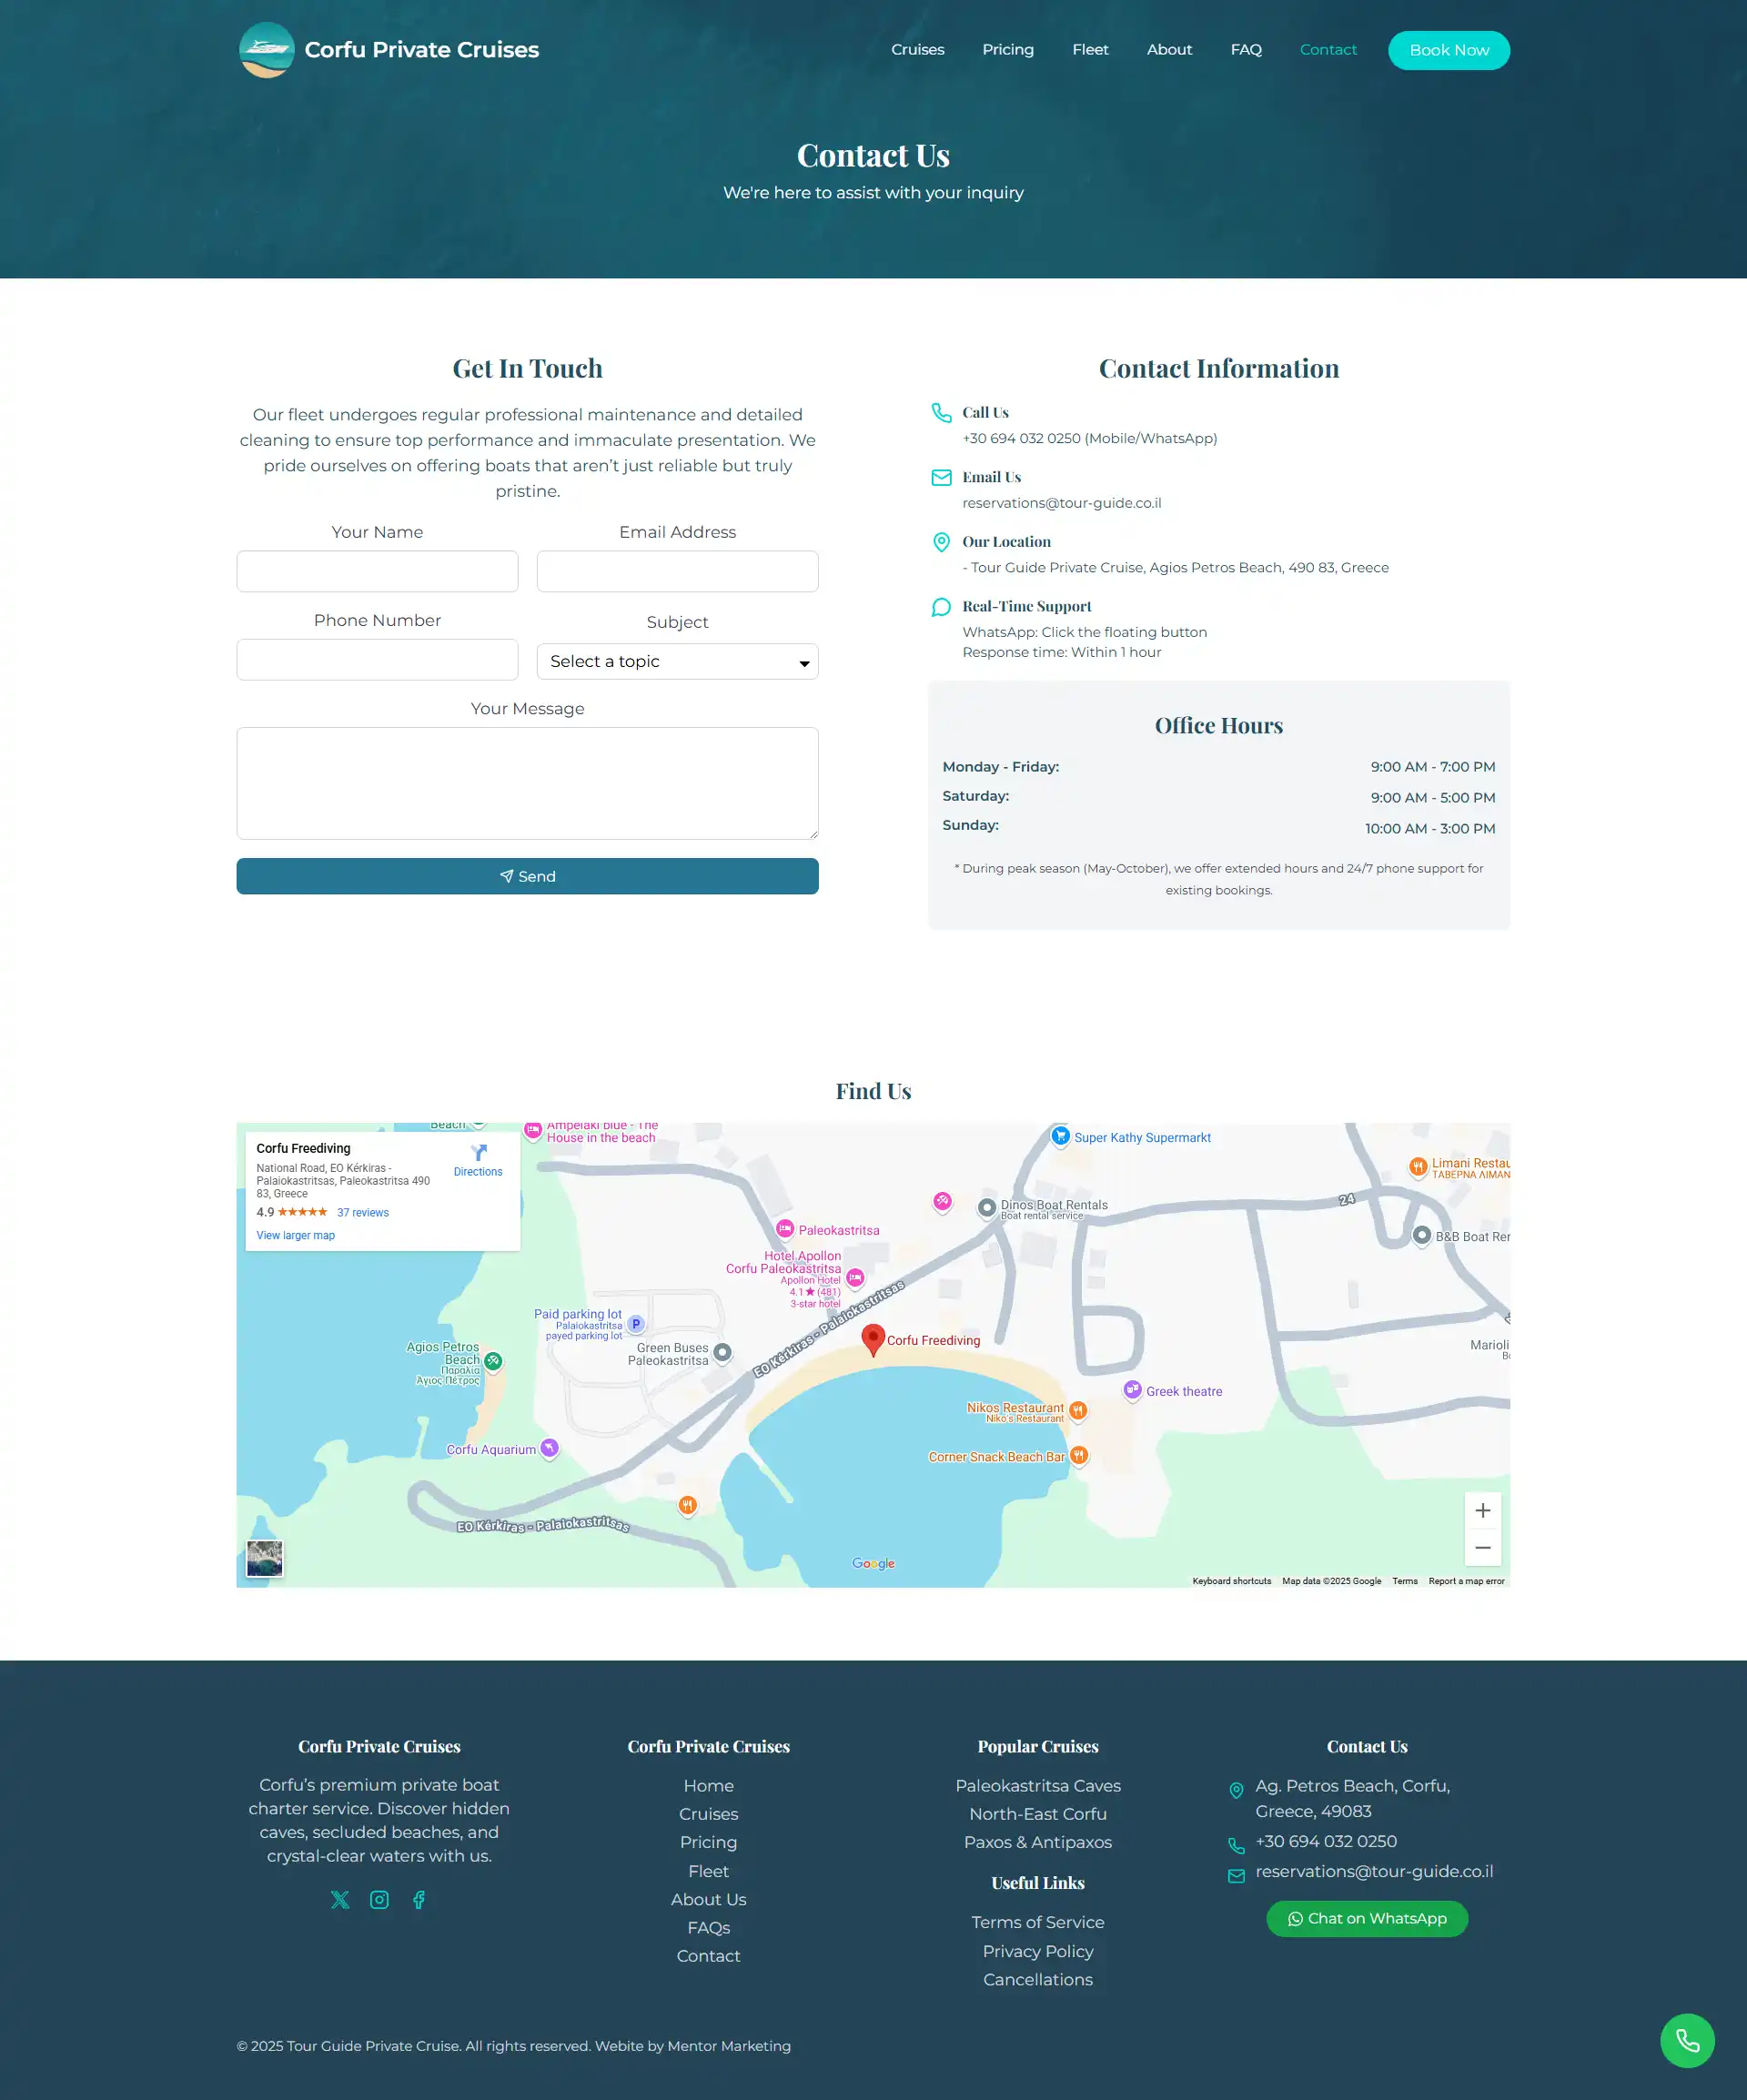 Corfu Private Cruises
Cruises
Pricing
Fleet
About
FAQ
Contact
Book Now
Contact Us
We're here to assist with your inquiry
Get In Touch
Our fleet undergoes regular professional maintenance and detailed
cleaning to ensure top performance and immaculate presentation. We
pride ourselves on offering boats that aren’t just reliable but truly
pristine.
Your Name
Email Address
Phone Number
Subject
Select a topic
Your Message
Send
Contact Information
Call Us
+30 694 032 0250 (Mobile/WhatsApp)
Email Us
reservations@tour-guide.co.il
Our Location
- Tour Guide Private Cruise, Agios Petros Beach, 490 83, Greece
Real-Time Support
WhatsApp: Click the floating button
Response time: Within 1 hour
Office Hours
Monday - Friday:
9:00 AM - 7:00 PM
Saturday:
9:00 AM - 5:00 PM
Sunday:
10:00 AM - 3:00 PM
* During peak season (May-October), we offer extended hours and 24/7 phone support for
existing bookings.
Find Us
Corfu Freediving
National Road, EO Kérkiras -
Palaiokastritsas, Paleokastritsa 490
83, Greece
4.9
37 reviews
View larger map
Directions
Beach
Ampelaki blue - The
House in the beach
Super Kathy Supermarkt
Limani Restau
ΤΑΒΕΡΝΑ ΛΙΜΑΝ
24
Dinos Boat Rentals
Boat rental service
B&B Boat Rer
Paleokastritsa
Hotel Apollon
Corfu Paleokastritsa
Apollon Hotel
4.1★ (481)
3-star hotel
EO Kérkiras - Palaiokastritsas
Paid parking lot
Palaiokastritsa
payed parking lot
P
Green Buses
Paleokastritsa
Corfu Freediving
Marioli
Agios Petros
Beach
Παραλία
Άγιος Πέτρος
Greek theatre
Nikos Restaurant
Niko's Restaurant
Corfu Aquarium
Corner Snack Beach Bar
EO Kérkiras - Palaiokastritsas
Google
Keyboard shortcuts
Map data ©2025 Google
Terms
Report a map error
Corfu Private Cruises
Corfu’s premium private boat
charter service. Discover hidden
caves, secluded beaches, and
crystal-clear waters with us.
Corfu Private Cruises
Home
Cruises
Pricing
Fleet
About Us
FAQs
Contact
Popular Cruises
Paleokastritsa Caves
North-East Corfu
Paxos & Antipaxos
Useful Links
Terms of Service
Privacy Policy
Cancellations
Contact Us
Ag. Petros Beach, Corfu,
Greece, 49083
+30 694 032 0250
reservations@tour-guide.co.il
Chat on WhatsApp
© 2025 Tour Guide Private Cruise. All rights reserved. Webite by Mentor Marketing